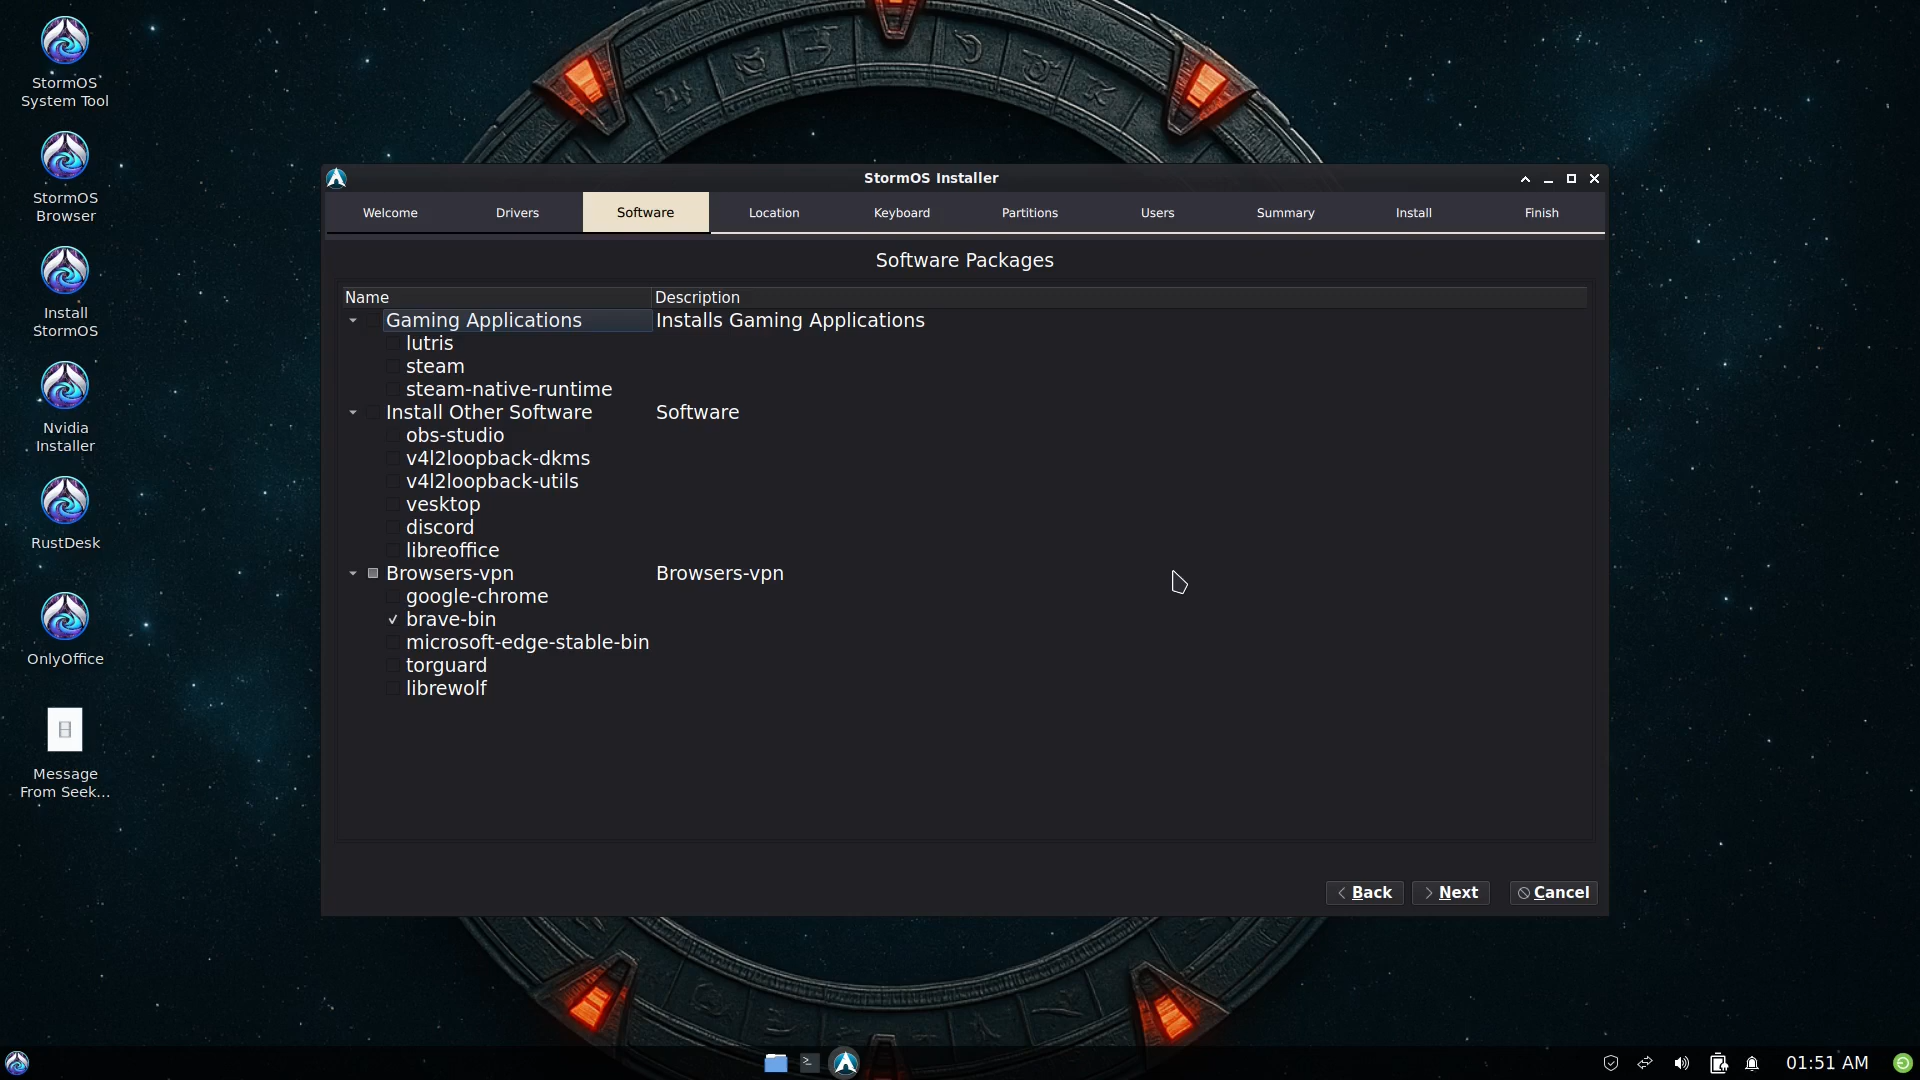 StormOS
System Tool
StormOS
Browser
Install
StormOS
Nvidia
Installer
RustDesk
OnlyOffice
Message
From Seek...
StormOS Installer
Welcome
Drivers
Software
Location
Keyboard
Partitions
Users
Summary
Install
Finish
Software Packages
Name
Description
Gaming Applications
Installs Gaming Applications
lutris
steam
steam-native-runtime
Install Other Software
Software
obs-studio
v4l2loopback-dkms
v4l2loopback-utils
vesktop
discord
libreoffice
Browsers-vpn
Browsers-vpn
google-chrome
brave-bin
microsoft-edge-stable-bin
torguard
librewolf
Back
Next
Cancel
01:51 AM